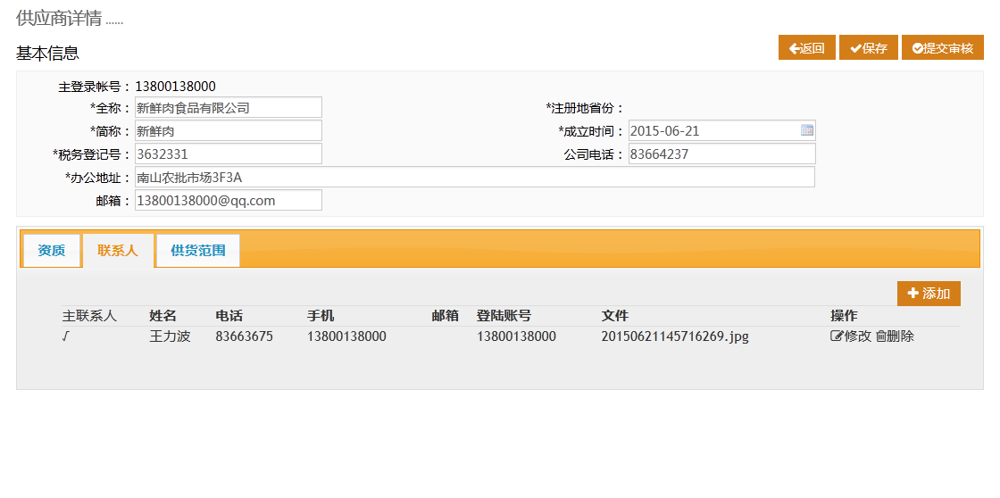 供应商详情 ......
基本信息
返回 保存 提交审核
主登录帐号： 13800138000
*全称： 新鲜肉食品有限公司 *注册地省份：
*简称： 新鲜肉 *成立时间： 2015-06-21
*税务登记号： 3632331 公司电话： 83664237
*办公地址： 南山农批市场3F3A
邮箱： 13800138000@qq.com
资质 联系人 供货范围
添加
主联系人 姓名 电话 手机 邮箱 登陆账号 文件 操作
√ 王力波 83663675 13800138000 13800138000 20150621145716269.jpg 修改 删除